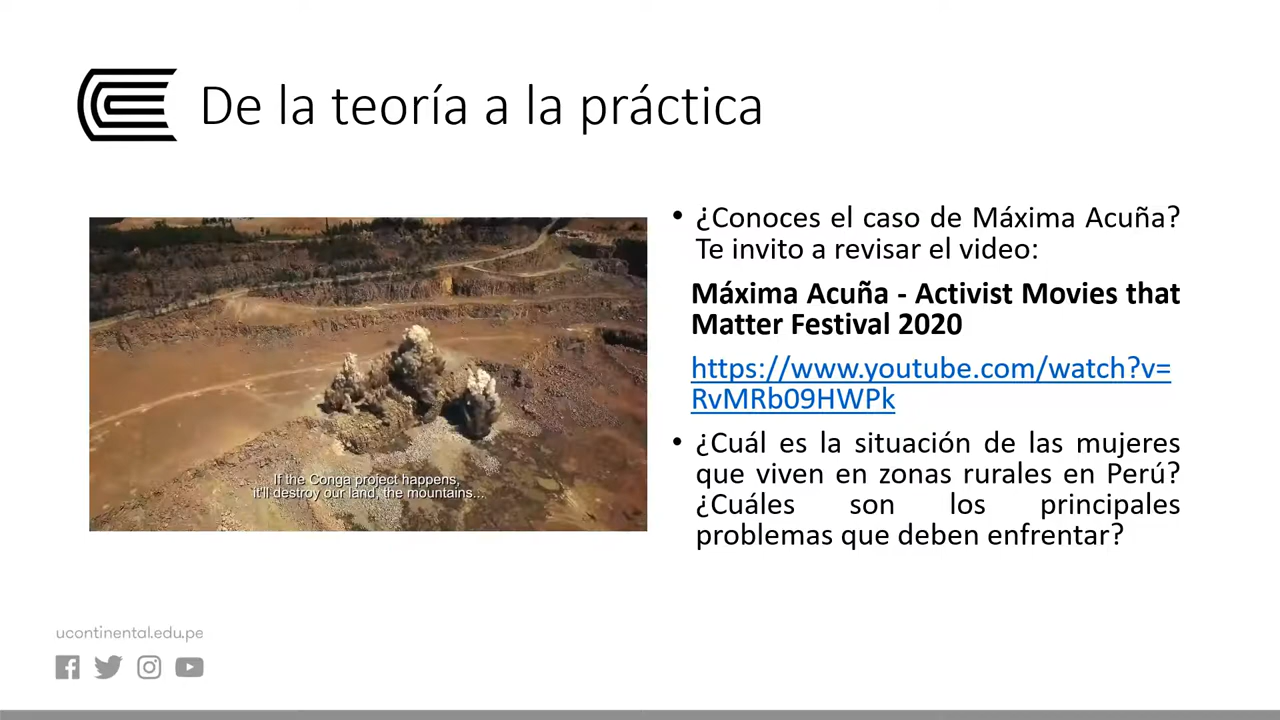 De la teoría a la práctica
• ¿Conoces el caso de Máxima Acuña?
Te invito a revisar el video:
Máxima Acuña - Activist Movies that
Matter Festival 2020
https://www.youtube.com/watch?v=
RvMRb09HWPk
• ¿Cuál es la situación de las mujeres
que viven en zonas rurales en Perú?
¿Cuáles son los principales
problemas que deben enfrentar?
If the Conga project happens,
it'll destroy our land, the mountains...
ucontinental.edu.pe